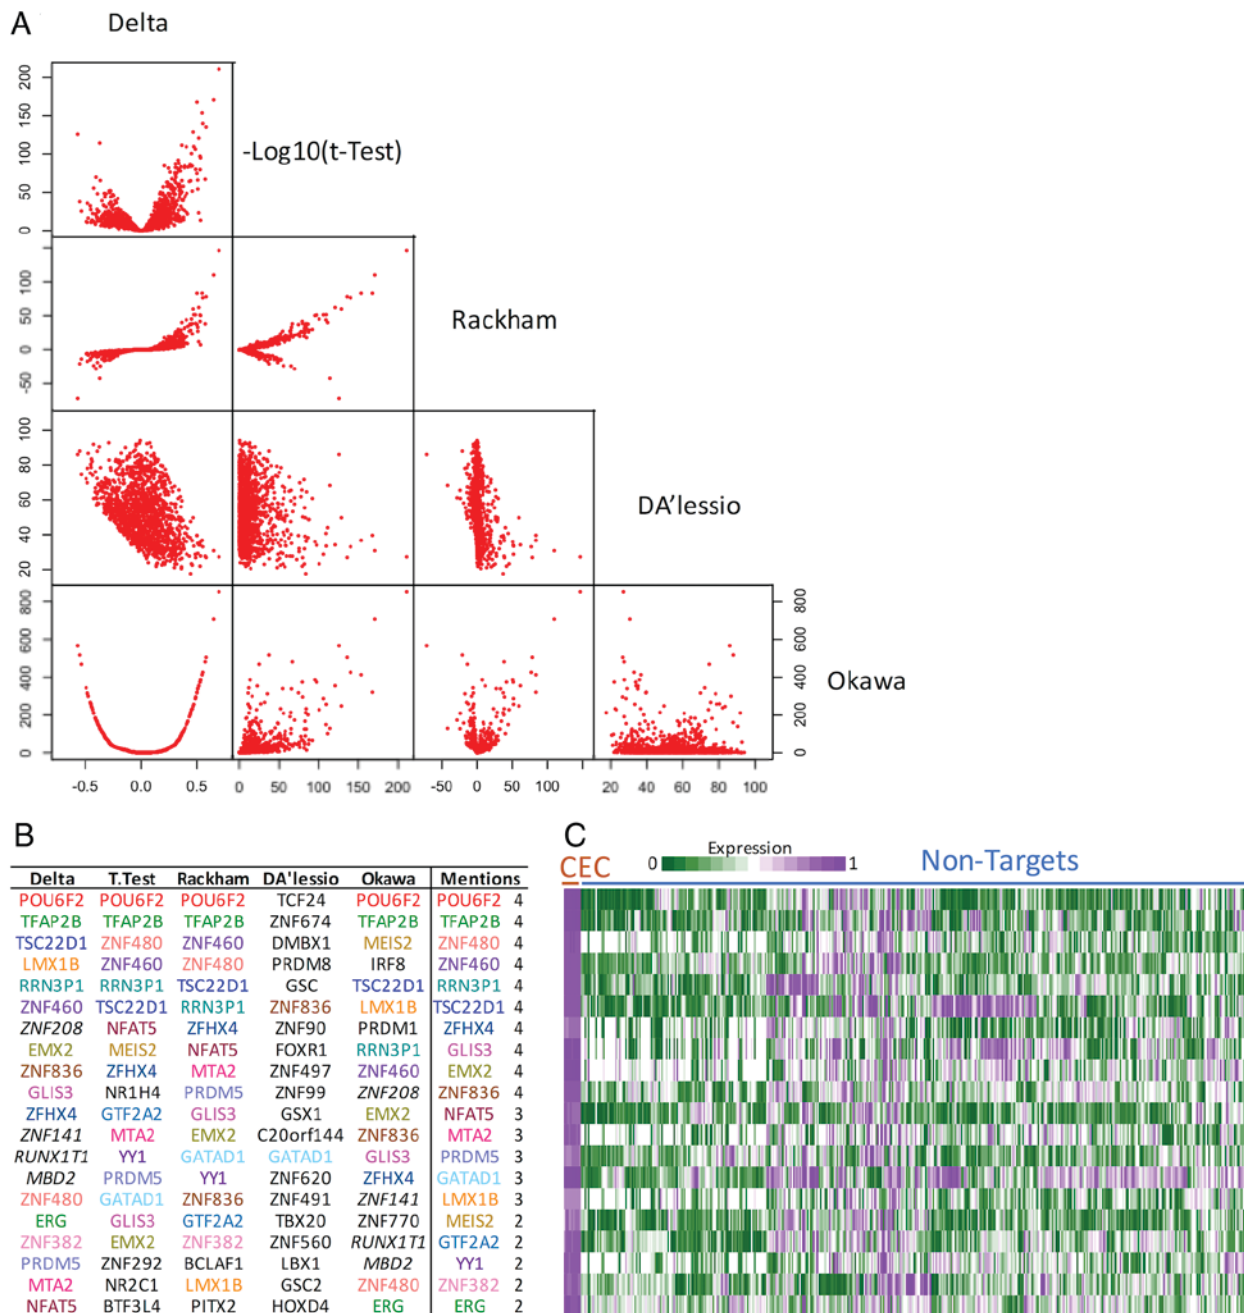 A
Delta
200
150
100
50
0
-Log10(t-Test)
100
50
0
-50
Rackham
100
80
60
40
20
DA'lessio
800
600
400
200
0
800
600
400
200
0
Okawa
-0.5 0.0 0.5 0 50 100 150 200 -50 0 50 100 20 40 60 80 100
B
Delta T.Test Rackham DA'lessio Okawa Mentions
POU6F2 POU6F2 POU6F2 TCF24 POU6F2 POU6F2 4
TFAP2B TFAP2B TFAP2B ZNF674 TFAP2B TFAP2B 4
TSC22D1 ZNF480 ZNF460 DMBX1 MEIS2 ZNF480 4
LMX1B ZNF460 ZNF480 PRDM8 IRF8 ZNF460 4
RRN3P1 RRN3P1 TSC22D1 GSC TSC22D1 RRN3P1 4
ZNF460 TSC22D1 RRN3P1 ZNF836 LMX1B TSC22D1 4
ZNF208 NFAT5 ZFHX4 ZNF90 PRDM1 ZFHX4 4
EMX2 MEIS2 NFAT5 FOXR1 RRN3P1 GLIS3 4
ZNF836 ZFHX4 MTA2 ZNF497 ZNF460 EMX2 4
GLIS3 NR1H4 PRDM5 ZNF99 ZNF208 ZNF836 4
ZFHX4 GTF2A2 GLIS3 GSX1 EMX2 NFAT5 3
ZNF141 MTA2 EMX2 C20orf144 ZNF836 MTA2 3
RUNX1T1 YY1 GATAD1 GATAD1 GLIS3 PRDM5 3
MBD2 PRDM5 YY1 ZNF620 ZFHX4 GATAD1 3
ZNF480 GATAD1 ZNF836 ZNF491 ZNF141 LMX1B 3
ERG GLIS3 GTF2A2 TBX20 ZNF770 MEIS2 2
ZNF382 EMX2 ZNF382 ZNF560 RUNX1T1 GTF2A2 2
PRDM5 ZNF292 BCLAF1 LBX1 MBD2 YY1 2
MTA2 NR2C1 LMX1B GSC2 ZNF480 ZNF382 2
NFAT5 BTF3L4 PITX2 HOXD4 ERG ERG 2
C
Expression
0 1
CEC Non-Targets